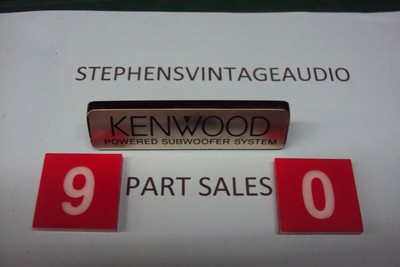 STEPHENSVINTAGEAUDIO
KENWOOD
POWERED SUBWOOFER SYSTEM
9 PART SALES 0